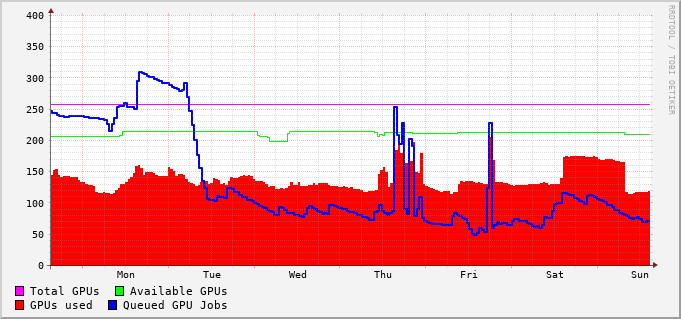 400
350
300
250
200
150
100
50
0
Mon Tue Wed Thu Fri Sat Sun
Total GPUs Available GPUs
GPUs used Queued GPU Jobs
RRDTOOL / TOBI OETIKER